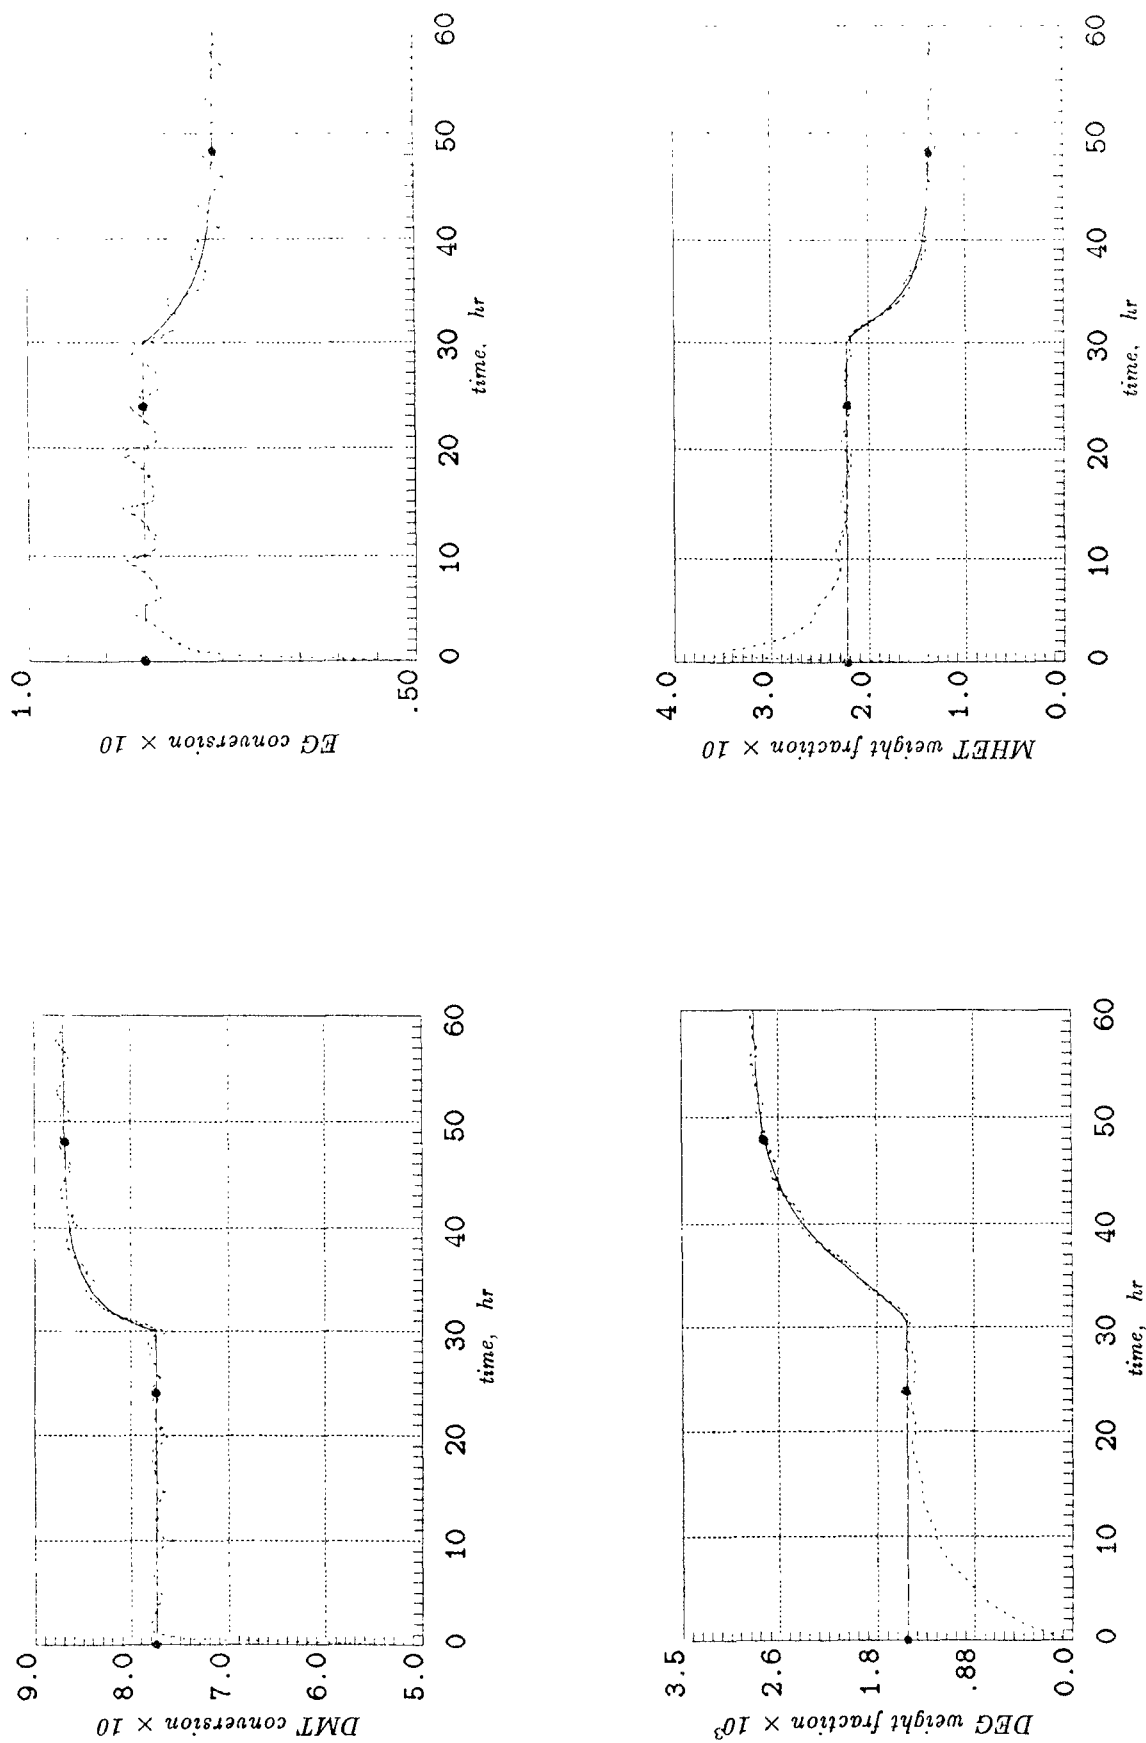 1.0
.50
EG conversion × 10
0 10 20 30 40 50 60
time, hr
4.0
3.0
2.0
1.0
0.0
MHET weight fraction × 10
0 10 20 30 40 50 60
time, hr
9.0
8.0
7.0
6.0
5.0
DMT conversion × 10
0 10 20 30 40 50 60
time, hr
3.5
2.6
1.8
.88
0.0
DEG weight fraction × 10³
0 10 20 30 40 50 60
time, hr